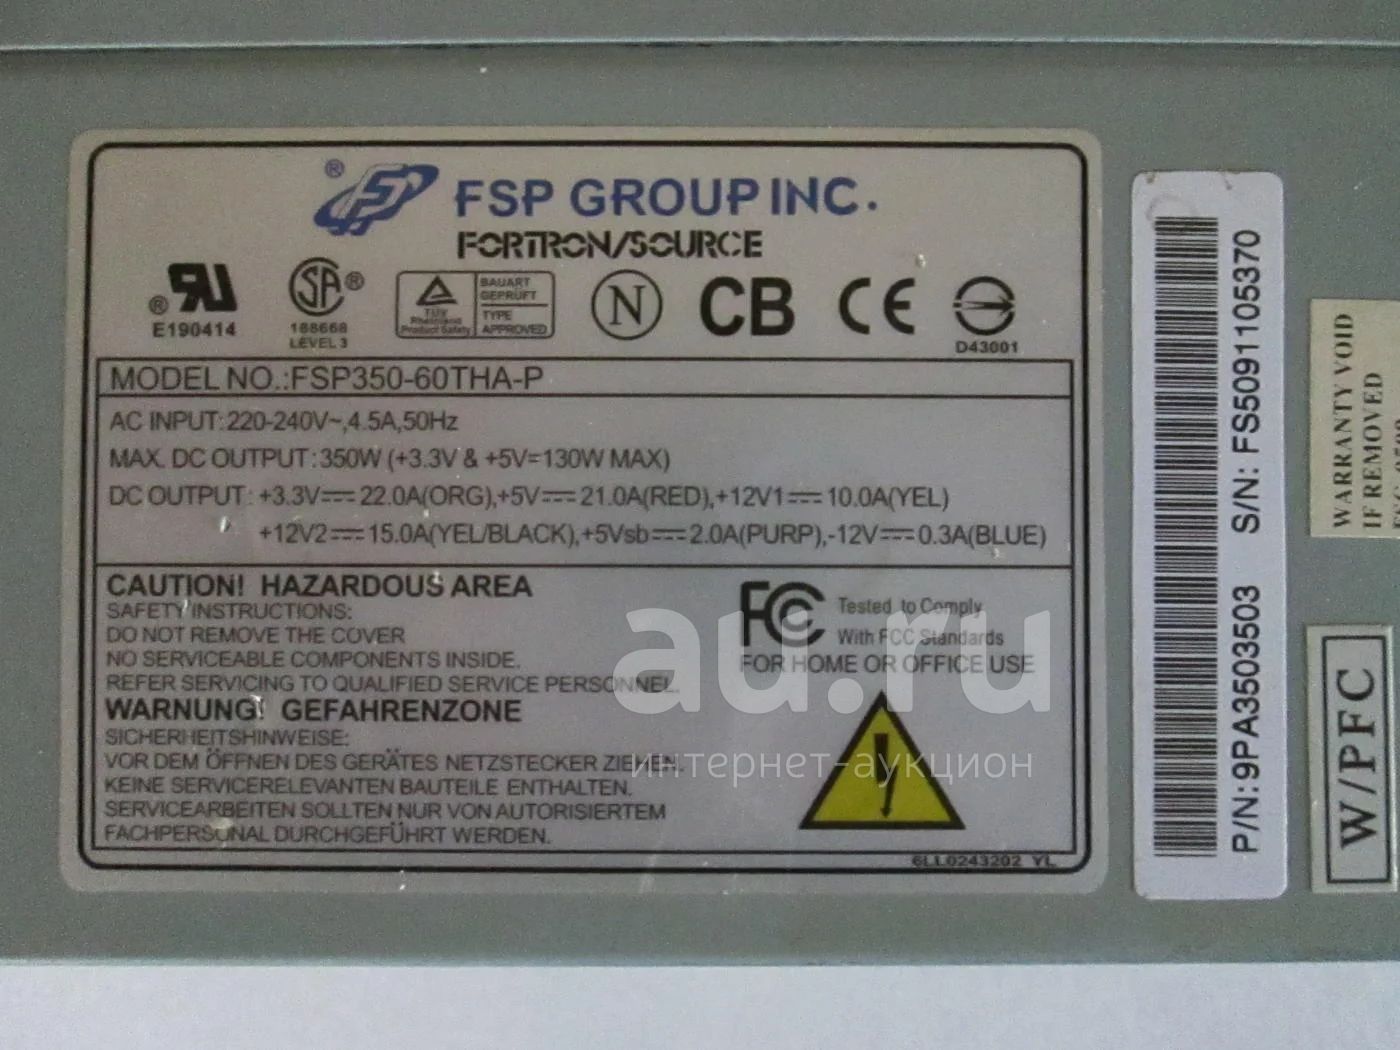 FSP GROUP INC.
FORTRON/SOURCE
E190414
188668
LEVEL 3
TÜV
Rheinland
Product Safety
BAUART
GEPRÜFT
TYPE
APPROVED
N
CB
CE
D43001
MODEL NO.:FSP350-60THA-P
AC INPUT:220-240V~,4.5A,50Hz
MAX. DC OUTPUT:350W (+3.3V & +5V=130W MAX)
DC OUTPUT: +3.3V⎓22.0A(ORG),+5V⎓21.0A(RED),+12V1⎓10.0A(YEL)
+12V2⎓15.0A(YEL/BLACK),+5Vsb⎓2.0A(PURP),-12V⎓0.3A(BLUE)
CAUTION! HAZARDOUS AREA
SAFETY INSTRUCTIONS:
DO NOT REMOVE THE COVER
NO SERVICEABLE COMPONENTS INSIDE.
REFER SERVICING TO QUALIFIED SERVICE PERSONNEL.
WARNUNG! GEFAHRENZONE
SICHERHEITSHINWEISE:
VOR DEM ÖFFNEN DES GERÄTES NETZSTECKER ZIEHEN.
KEINE SERVICERELEVANTEN BAUTEILE ENTHALTEN.
SERVICEARBEITEN SOLLTEN NUR VON AUTORISIERTEM
FACHPERSONAL DURCHGEFÜHRT WERDEN.
FCC
Tested to Comply
With FCC Standards
FOR HOME OR OFFICE USE
6LL0243202 YL
P/N:9PA3503503 S/N: FS5091105370
WARRANTY VOID
IF REMOVED
W/PFC
au.ru
интернет-аукцион